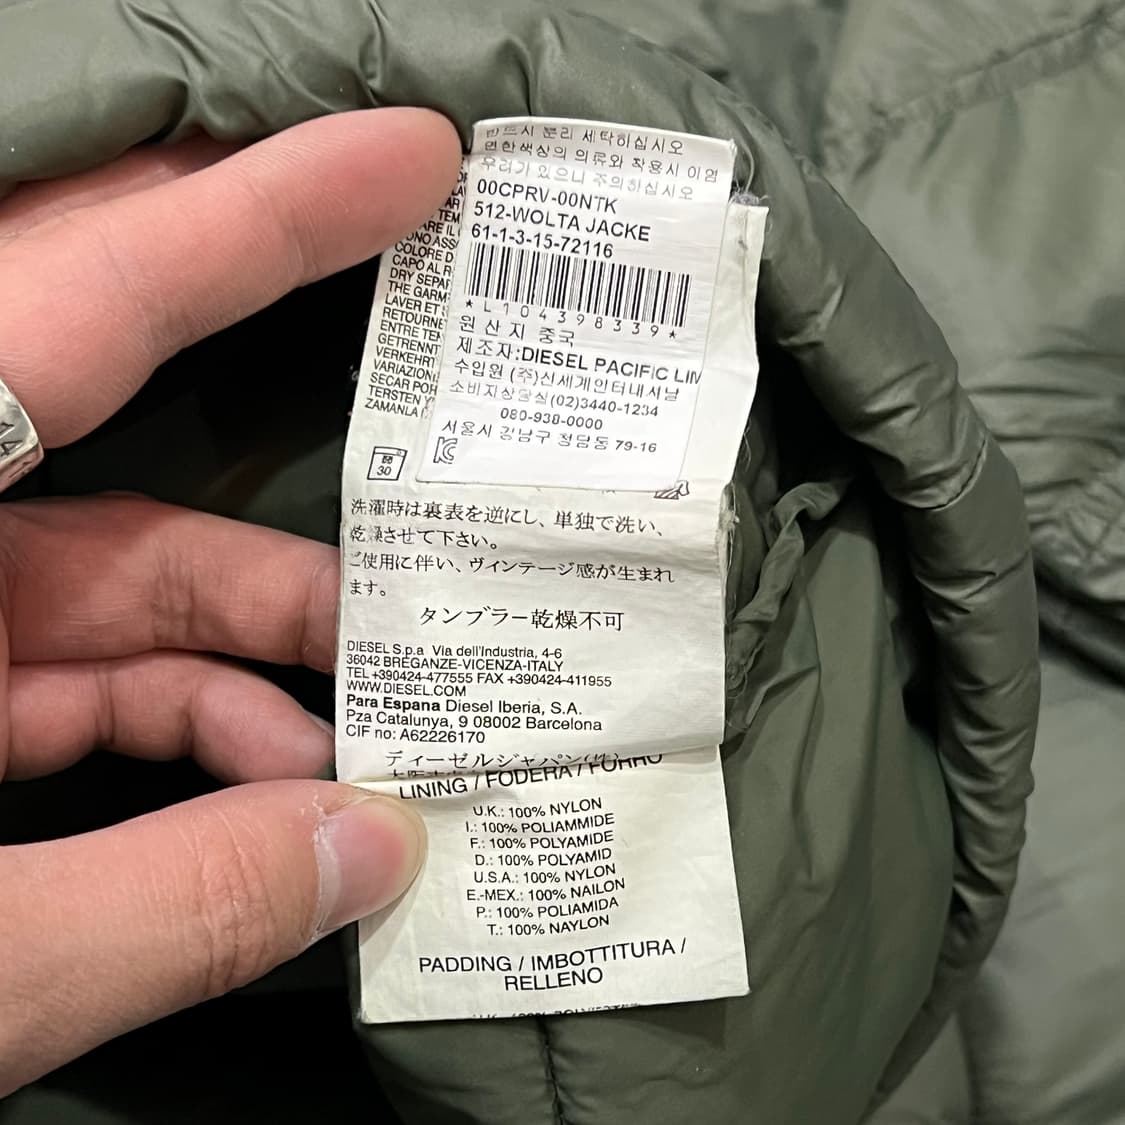 반드시 분리 세탁하십시오
연한색상의 의류와 착용시 이염
우려가 있으니 주의하십시오
00CPRV-00NTK
512-WOLTA JACKE
61-1-3-15-72116
*L104398339*
원산지 중국
제조자:DIESEL PACIFIC LIM
수입원 (주)신세계인터내셔날
소비자상담실(02)3440-1234
080-938-0000
서울시 강남구 청담동 79-16
COLORE D
CAPO AL R
DRY SEPAR
THE GARM
LAVER ET S
RETOURNE
ENTRE TEN
GETRENNT
VERKEHRT
VARIAZION
SECAR POR
TERSTEN Y
ZAMANLA
30
洗濯時は裏表を逆にし、単独で洗い、
乾燥させて下さい。
ご使用に伴い、ヴィンテージ感が生まれ
ます。
タンブラー乾燥不可
DIESEL S.p.a Via dell'Industria, 4-6
36042 BREGANZE-VICENZA-ITALY
TEL +390424-477555 FAX +390424-411955
WWW.DIESEL.COM
Para Espana Diesel Iberia, S.A.
Pza Catalunya, 9 08002 Barcelona
CIF no: A62226170
ディーゼルジャパン(株)
LINING / FODERA / FORRO
U.K.: 100% NYLON
I.: 100% POLIAMMIDE
F.: 100% POLYAMIDE
D.: 100% POLYAMID
U.S.A.: 100% NYLON
E.-MEX.: 100% NAILON
P.: 100% POLIAMIDA
T.: 100% NAYLON
PADDING / IMBOTTITURA /
RELLENO